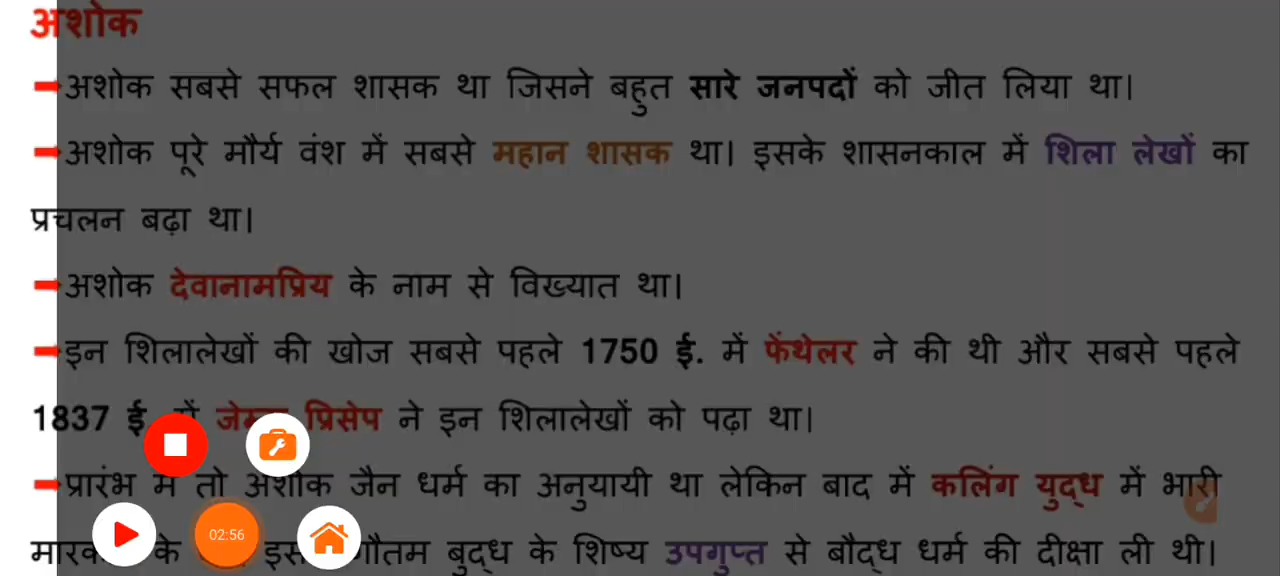 अशोक
अशोक सबसे सफल शासक था जिसने बहुत सारे जनपदों को जीत लिया था।
अशोक पूरे मौर्य वंश में सबसे महान शासक था। इसके शासनकाल में शिला लेखों का
प्रचलन बढ़ा था।
अशोक देवानामप्रिय के नाम से विख्यात था।
इन शिलालेखों की खोज सबसे पहले 1750 ई. में फेंथेलर ने की थी और सबसे पहले
1837 ई में प्रिसेप ने इन शिलालेखों को पढ़ा था।
प्रारंभ में तो अशोक जैन धर्म का अनुयायी था लेकिन बाद में कलिंग युद्ध में भारी
के गौतम बुद्ध के शिष्य उपगुप्त से बौद्ध धर्म की दीक्षा ली थी।
02:56